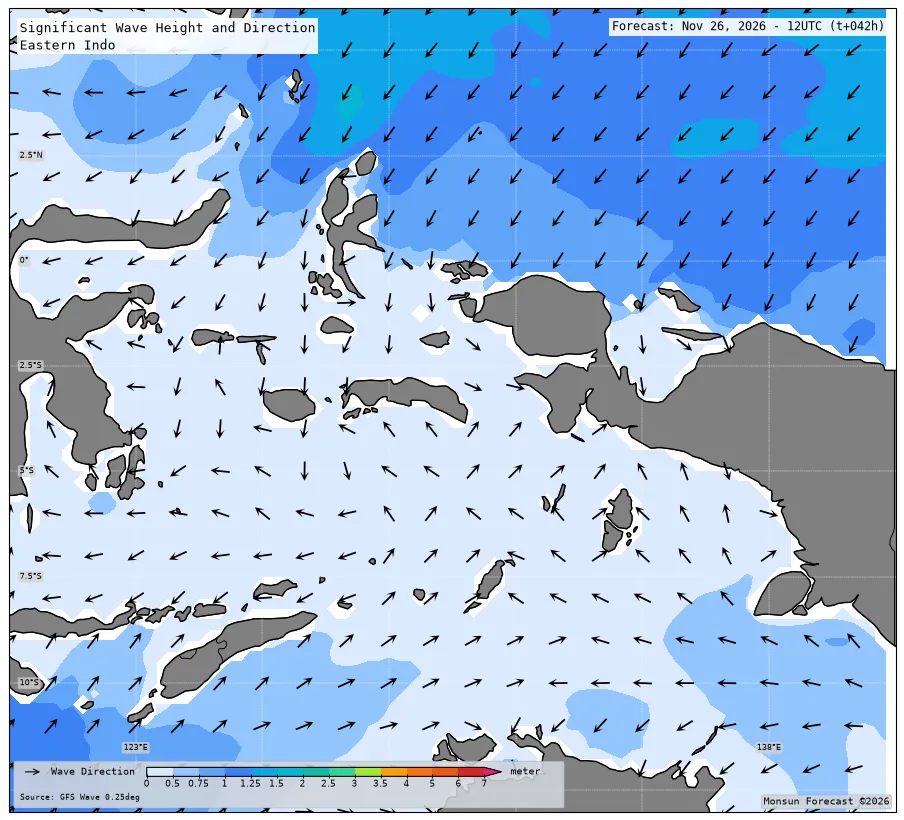 Significant Wave Height and Direction
Eastern Indo
Forecast: Nov 26, 2026 - 12UTC (t+042h)
2.5°N
0°
2.5°S
5°S
7.5°S
10°S
123°E
138°E
Wave Direction
meter
0 0.5 0.75 1 1.25 1.5 2 2.5 3 3.5 4 5 6 7
Source: GFS Wave 0.25deg
Monsun Forecast ©2026